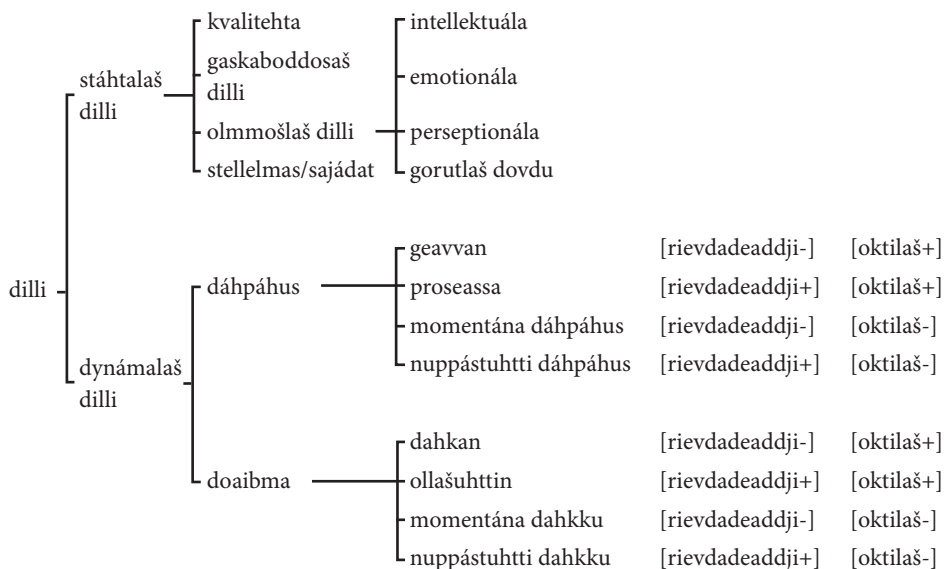 kvalitehta intellektuála
gaskaboddosaš
dilli
stáhtalaš
dilli
emotionála
olmmošlaš dilli perseptionála
stellelmas/sajádat gorutlaš dovdu
geavvan [rievdadeaddji-] [oktilaš+]
dilli
dáhpáhus proseassa [rievdadeaddji+] [oktilaš+]
momentána dáhpáhus [rievdadeaddji-] [oktilaš-]
dynámalaš
dilli
nuppástuhtti dáhpáhus [rievdadeaddji+] [oktilaš-]
dahkan [rievdadeaddji-] [oktilaš+]
doaibma ollašuhttin [rievdadeaddji+] [oktilaš+]
momentána dahkku [rievdadeaddji-] [oktilaš-]
nuppástuhtti dahkku [rievdadeaddji+] [oktilaš-]